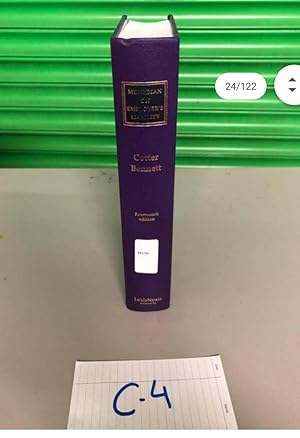 24/122
MUNKMAN
ON
EMPLOYER'S
LIABILITY
Cotter
Bennett
Fourteenth
edition
LexisNexis
C-4